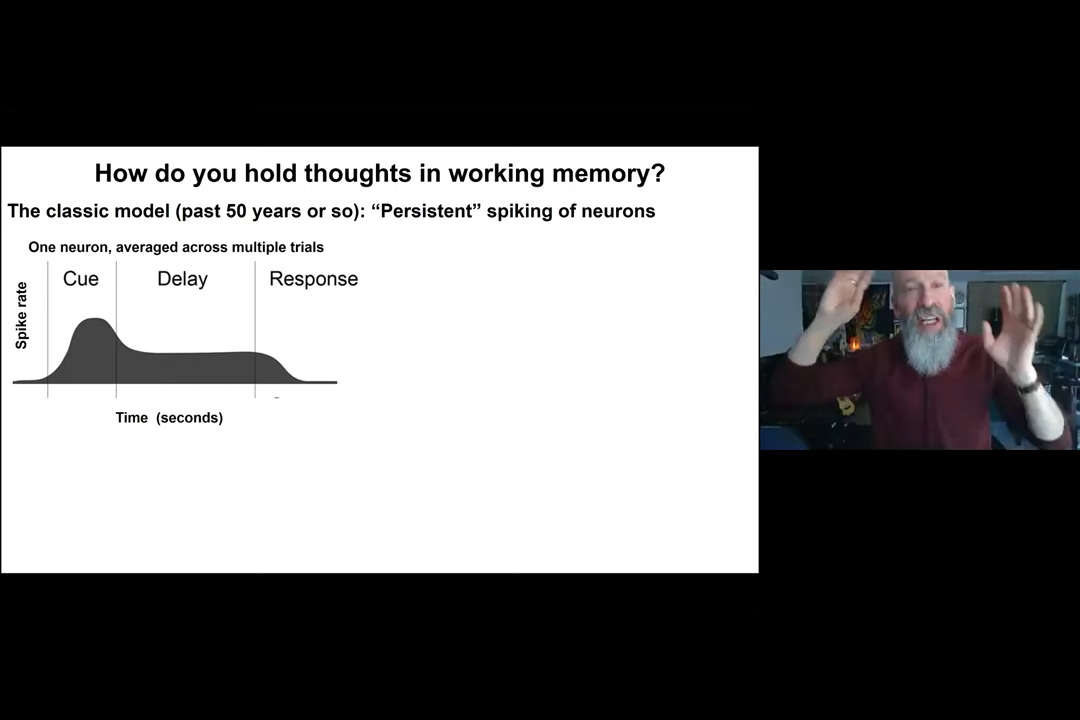 How do you hold thoughts in working memory?
The classic model (past 50 years or so): “Persistent” spiking of neurons
One neuron, averaged across multiple trials
Cue Delay Response
Spike rate
Time (seconds)